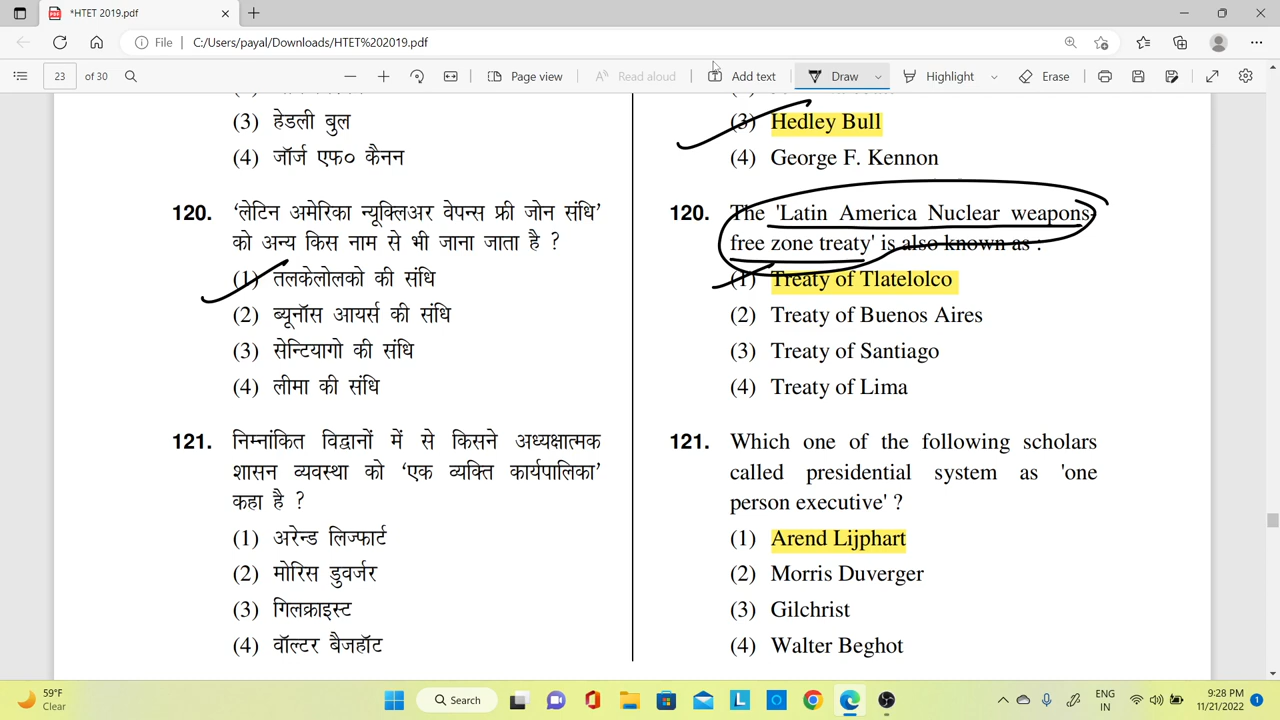 *HTET 2019.pdf
File
C:/Users/payal/Downloads/HTET%202019.pdf
23 of 30
Page view
Read aloud
Add text
Draw
Highlight
Erase
(3) हेडली बुल
(4) जॉर्ज एफ० कैनन
120. 'लेटिन अमेरिका न्यूक्लिअर वेपन्स फ्री जोन संधि'
को अन्य किस नाम से भी जाना जाता है ?
(1) तलकेलोलको की संधि
(2) ब्यूनॉस आयर्स की संधि
(3) सेन्टियागो की संधि
(4) लीमा की संधि
121. निम्नांकित विद्वानों में से किसने अध्यक्षात्मक
शासन व्यवस्था को 'एक व्यक्ति कार्यपालिका'
कहा है ?
(1) अरेन्ड लिज्फार्ट
(2) मोरिस डुवर्जर
(3) गिलक्राइस्ट
(4) वॉल्टर बैजहॉट
(3) Hedley Bull
(4) George F. Kennon
120. The 'Latin America Nuclear weapons-
free zone treaty' is also known as :
(1) Treaty of Tlatelolco
(2) Treaty of Buenos Aires
(3) Treaty of Santiago
(4) Treaty of Lima
121. Which one of the following scholars
called presidential system as 'one
person executive' ?
(1) Arend Lijphart
(2) Morris Duverger
(3) Gilchrist
(4) Walter Beghot
59°F
Clear
Search
ENG
IN
9:28 PM
11/21/2022
1